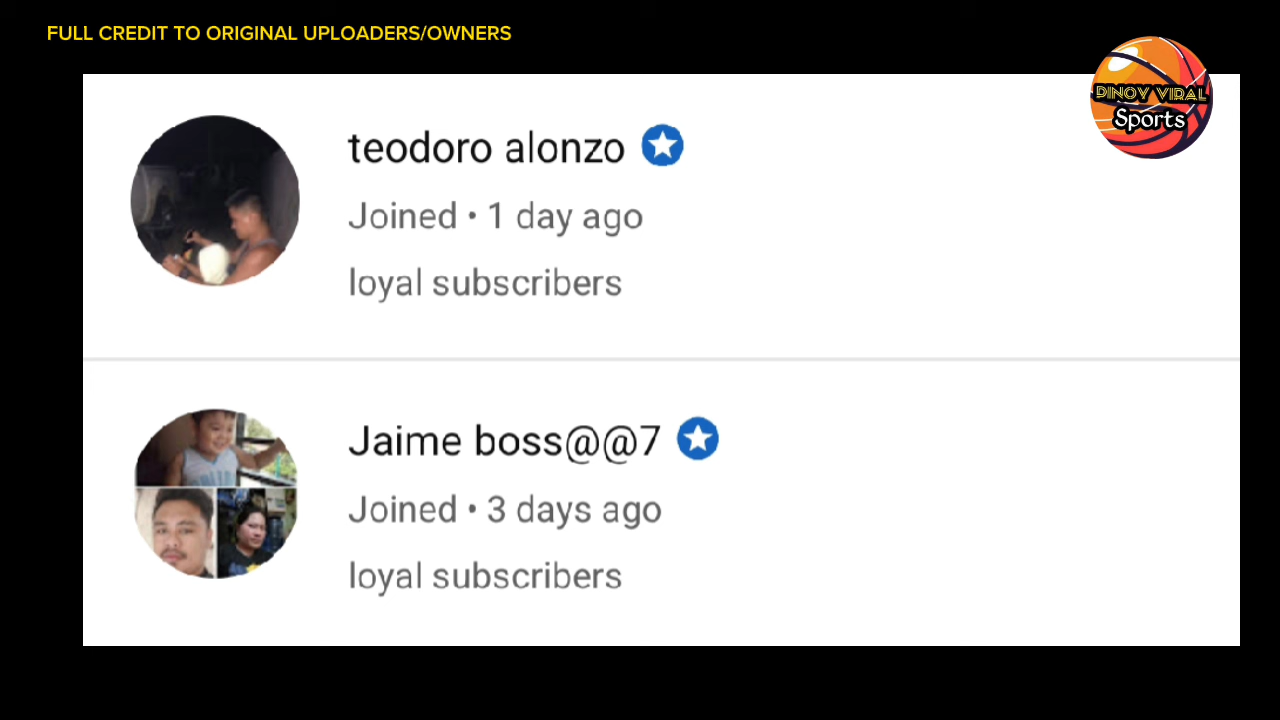 FULL CREDIT TO ORIGINAL UPLOADERS/OWNERS
PINOY VIRAL
Sports
teodoro alonzo
Joined • 1 day ago
loyal subscribers
Jaime boss@@7
Joined • 3 days ago
loyal subscribers